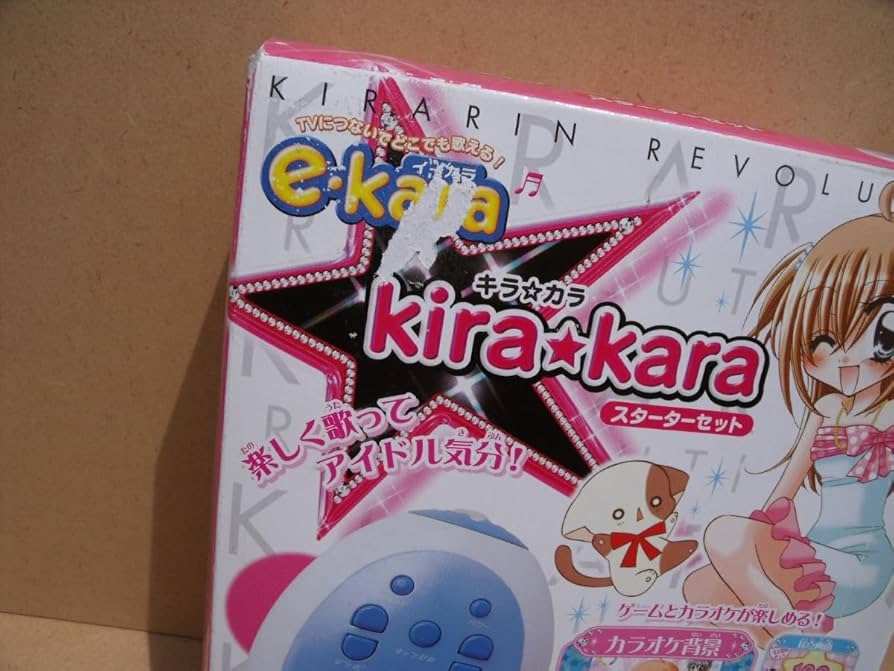 KIRARIN REVOLU
TVにつないでどこでも歌える!
e・kara
イーカラ
キラ☆カラ
kira★kara
スターターセット
楽しく歌って
アイドル気分!
ゲームとカラオケが楽しめる!
カラオケ背景